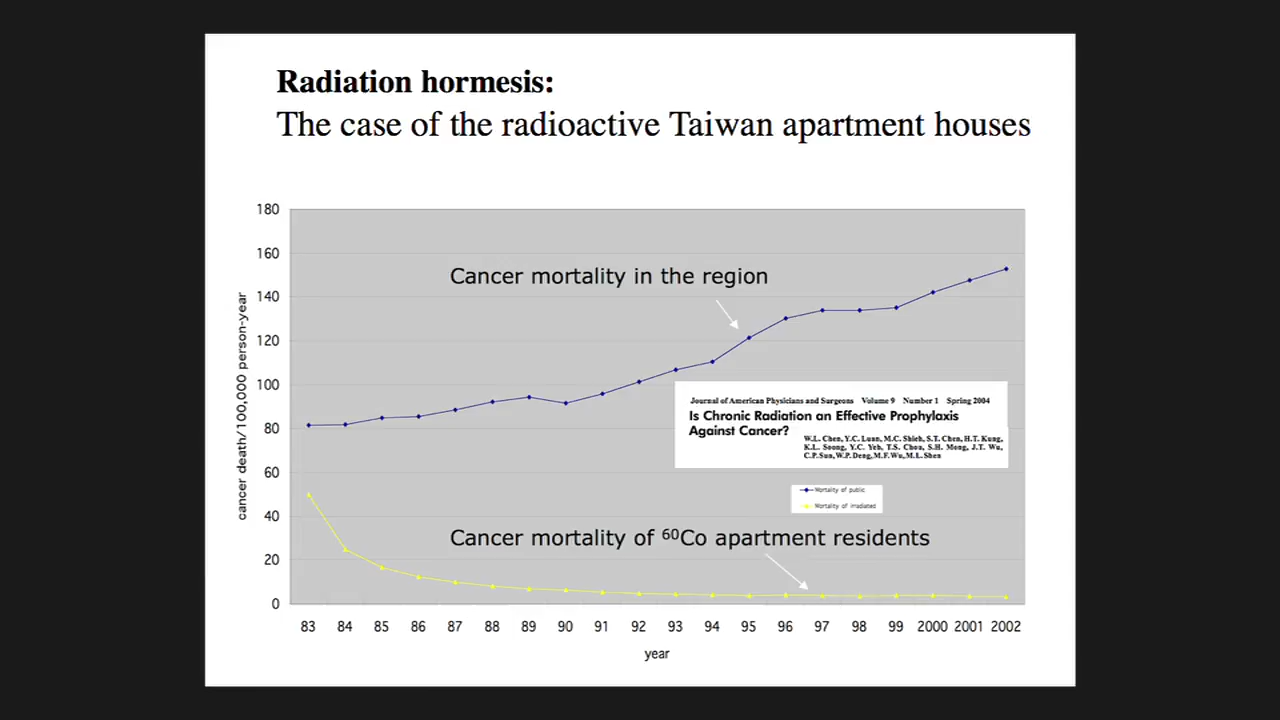 Radiation hormesis:
The case of the radioactive Taiwan apartment houses
180
160
140
120
100
80
60
40
20
0
cancer death/100,000 person-year
Cancer mortality in the region
Journal of American Physicians and Surgeons Volume 9 Number 1 Spring 2004
Is Chronic Radiation an Effective Prophylaxis
Against Cancer?
W.L. Chen, Y.C. Luan, M.C. Shieh, S.T. Chen, H.T. Kung,
K.L. Soong, Y.C. Yeh, T.S. Chou, S.H. Mong, J.T. Wu,
C.P. Sun, W.P. Deng, M.F. Wu, M.L. Shen
Mortality of public
Mortality of irradiated
Cancer mortality of ⁶⁰Co apartment residents
83 84 85 86 87 88 89 90 91 92 93 94 95 96 97 98 99 2000 2001 2002
year